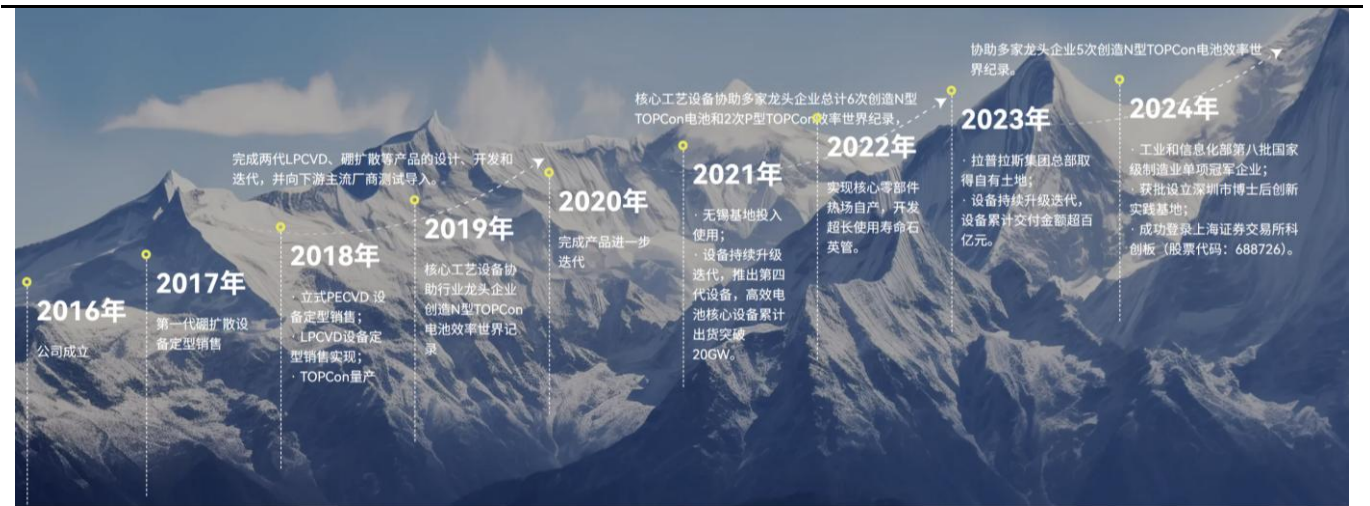 2016年
公司成立
2017年
第一代硼扩散设
备定型销售
完成两代LPCVD、硼扩散等产品的设计、开发和
迭代，并向下游主流厂商测试导入。
2018年
· 立式PECVD 设
备定型销售；
· LPCVD设备定
型销售实现；
· TOPCon量产
2019年
核心工艺设备协
助行业龙头企业
创造N型TOPCon
电池效率世界记
录
2020年
完成产品进一步
迭代
核心工艺设备协助多家龙头企业总计6次创造N型
TOPCon电池和2次P型TOPCon效率世界纪录，
2021年
· 无锡基地投入
使用；
· 设备持续升级
迭代，推出第四
代设备，高效电
池核心设备累计
出货突破
20GW。
2022年
实现核心零部件
热场自产，开发
超长使用寿命石
英管。
协助多家龙头企业5次创造N型TOPCon电池效率世
界纪录。
2023年
· 拉普拉斯集团总部取
得自有土地；
· 设备持续升级迭代，
设备累计交付金额超百
亿元。
2024年
· 工业和信息化部第八批国家
级制造业单项冠军企业；
· 获批设立深圳市博士后创新
实践基地；
· 成功登录上海证券交易所科
创板（股票代码：688726）。